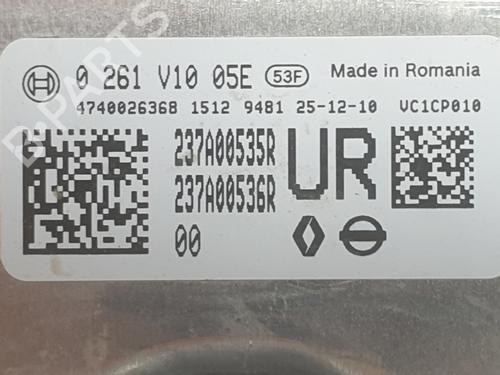 0 261 V10 05E 53F Made in Romania
4740026368 1512 9481 25-12-10 VC1CP010
237A00535R
237A00536R
UR
00
B-PARTS